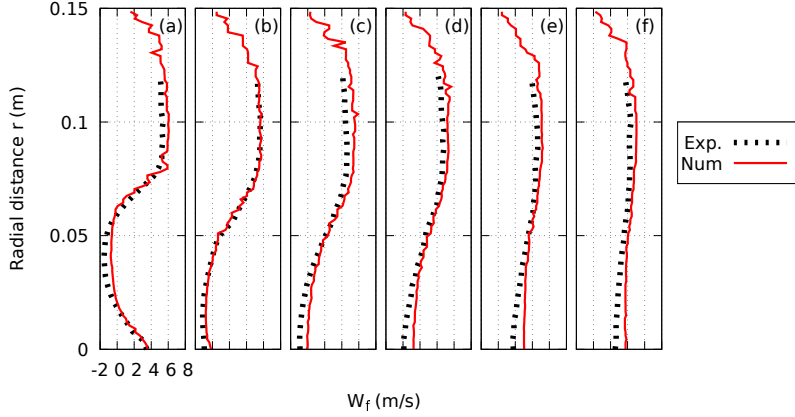 0.15
0.1
0.05
0
Radial distance r (m)
(a) (b) (c) (d) (e) (f)
-2 0 2 4 6 8
W_f (m/s)
Exp.
Num